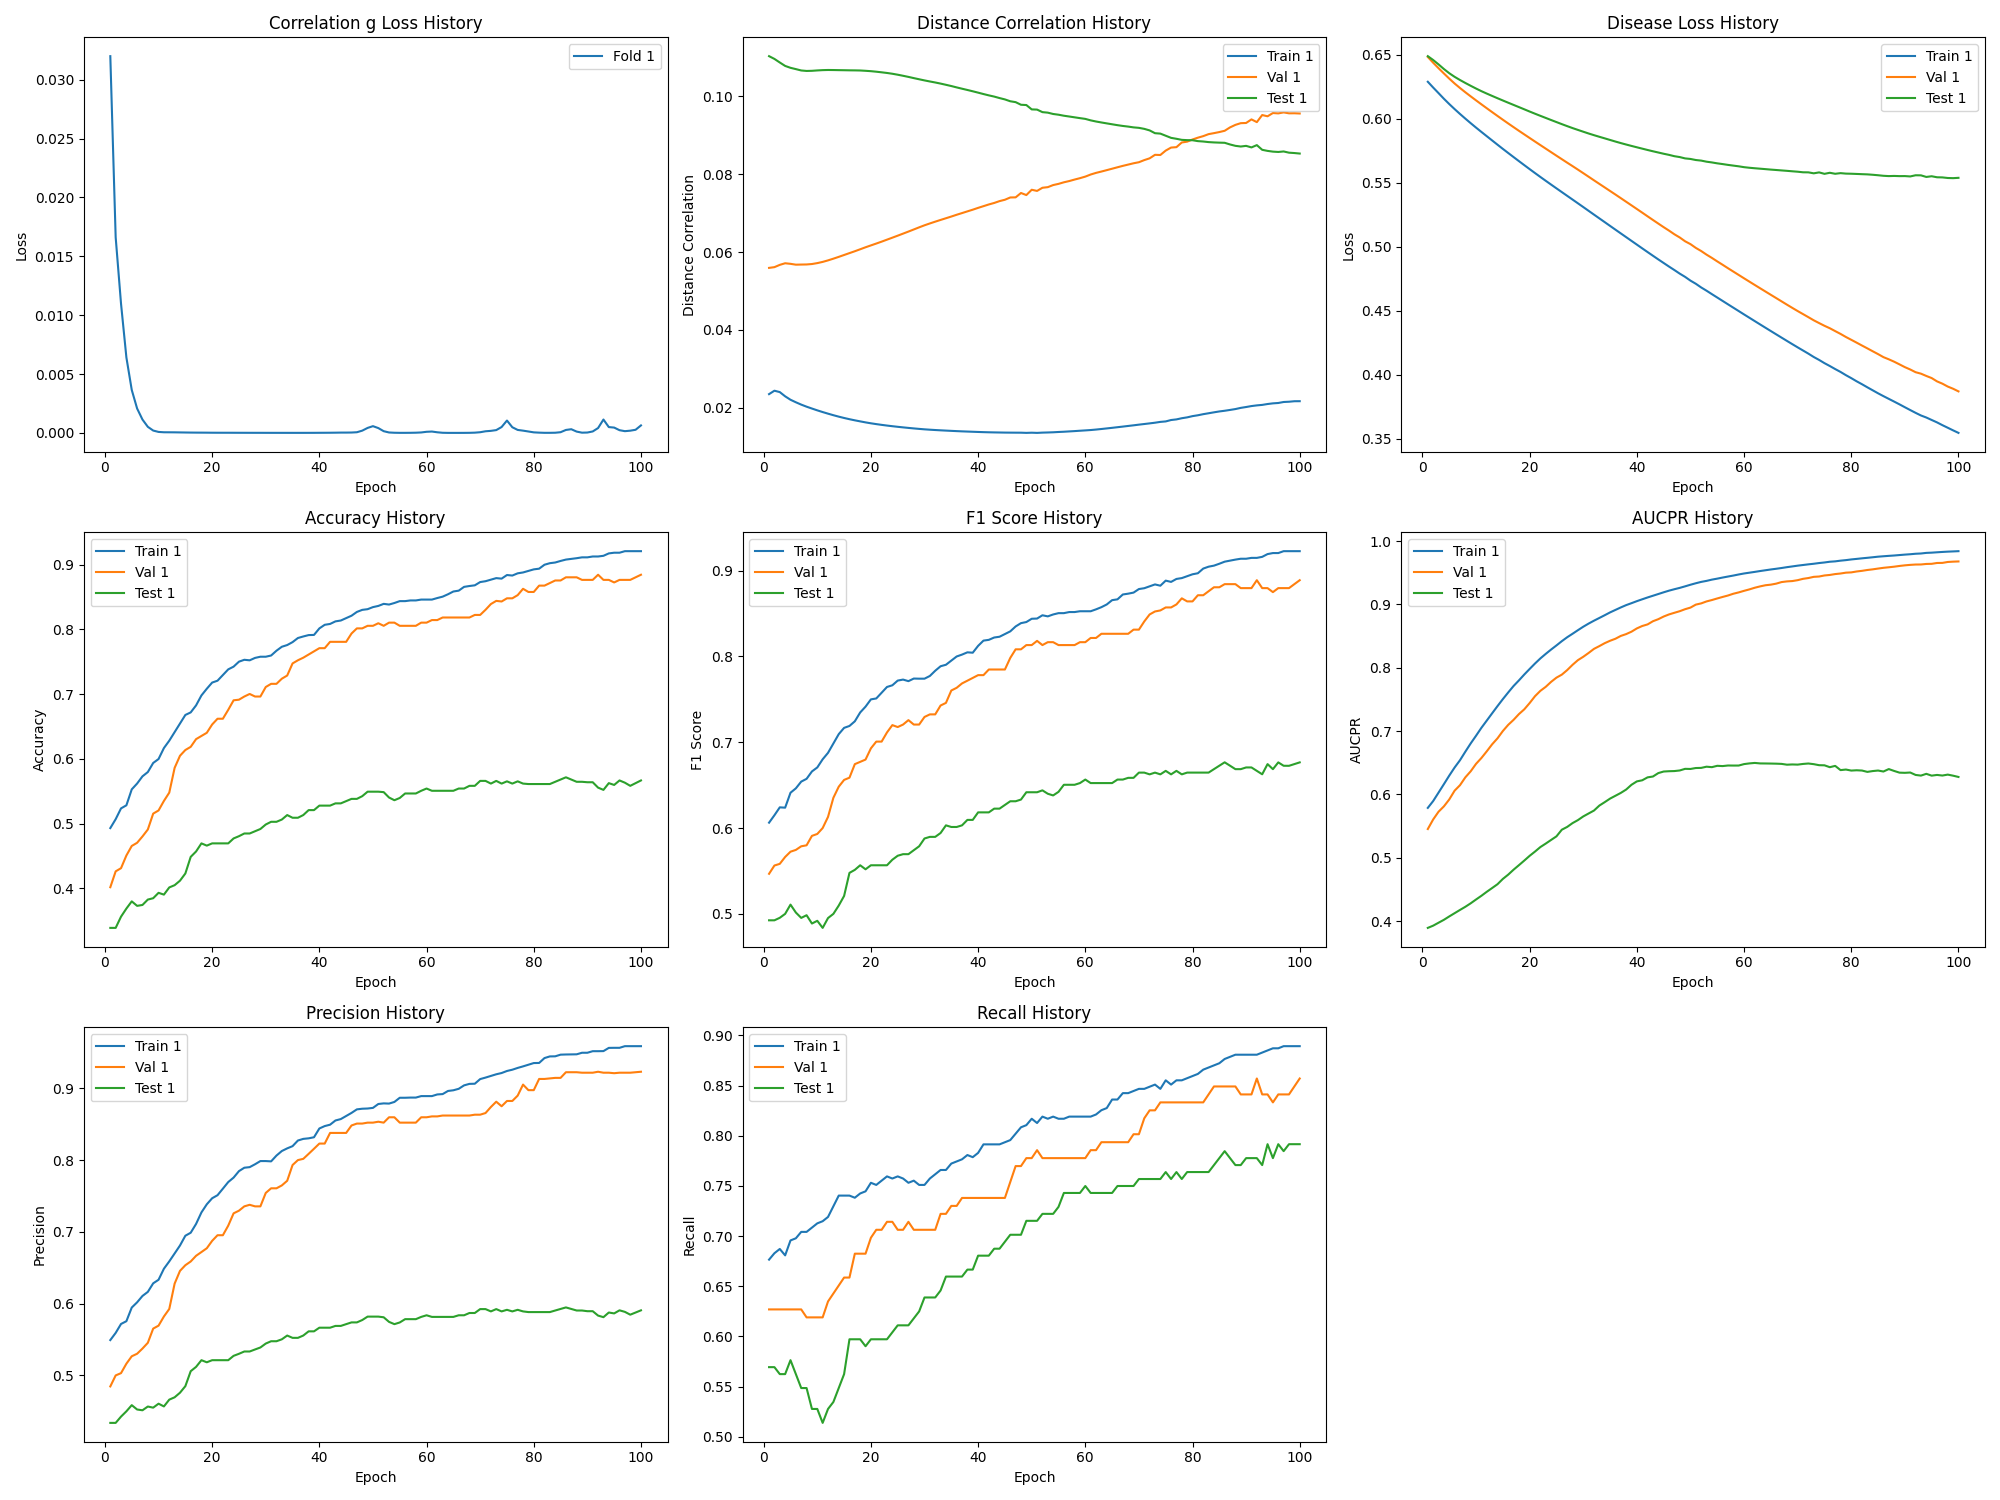 Correlation g Loss History
Loss
0.030
0.025
0.020
0.015
0.010
0.005
0.000
0 20 40 60 80 100
Epoch
Fold 1
Distance Correlation History
Distance Correlation
0.10
0.08
0.06
0.04
0.02
0 20 40 60 80 100
Epoch
Train 1
Val 1
Test 1
Disease Loss History
Loss
0.65
0.60
0.55
0.50
0.45
0.40
0.35
0 20 40 60 80 100
Epoch
Train 1
Val 1
Test 1
Accuracy History
Accuracy
0.9
0.8
0.7
0.6
0.5
0.4
0 20 40 60 80 100
Epoch
Train 1
Val 1
Test 1
F1 Score History
F1 Score
0.9
0.8
0.7
0.6
0.5
0 20 40 60 80 100
Epoch
Train 1
Val 1
Test 1
AUCPR History
AUCPR
1.0
0.9
0.8
0.7
0.6
0.5
0.4
0 20 40 60 80 100
Epoch
Train 1
Val 1
Test 1
Precision History
Precision
0.9
0.8
0.7
0.6
0.5
0 20 40 60 80 100
Epoch
Train 1
Val 1
Test 1
Recall History
Recall
0.90
0.85
0.80
0.75
0.70
0.65
0.60
0.55
0.50
0 20 40 60 80 100
Epoch
Train 1
Val 1
Test 1